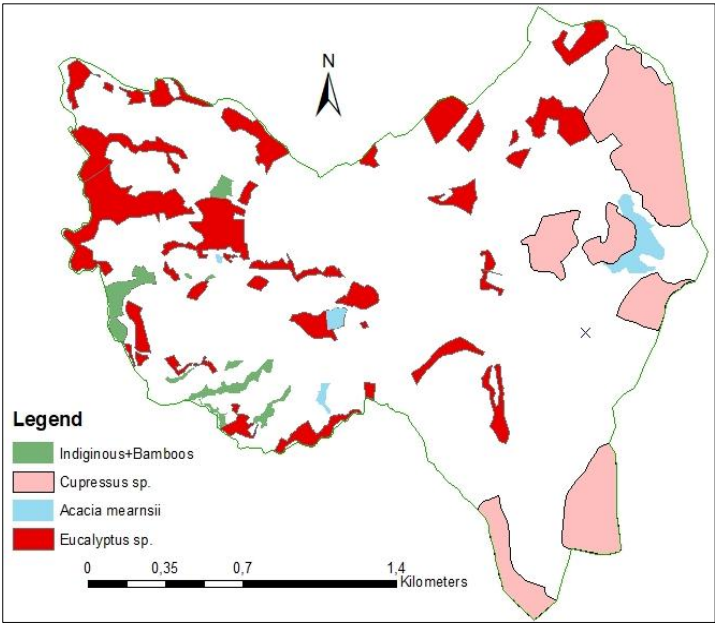 N
Legend
Indiginous+Bamboos
Cupressus sp.
Acacia mearnsii
Eucalyptus sp.
0 0,35 0,7 1,4
Kilometers